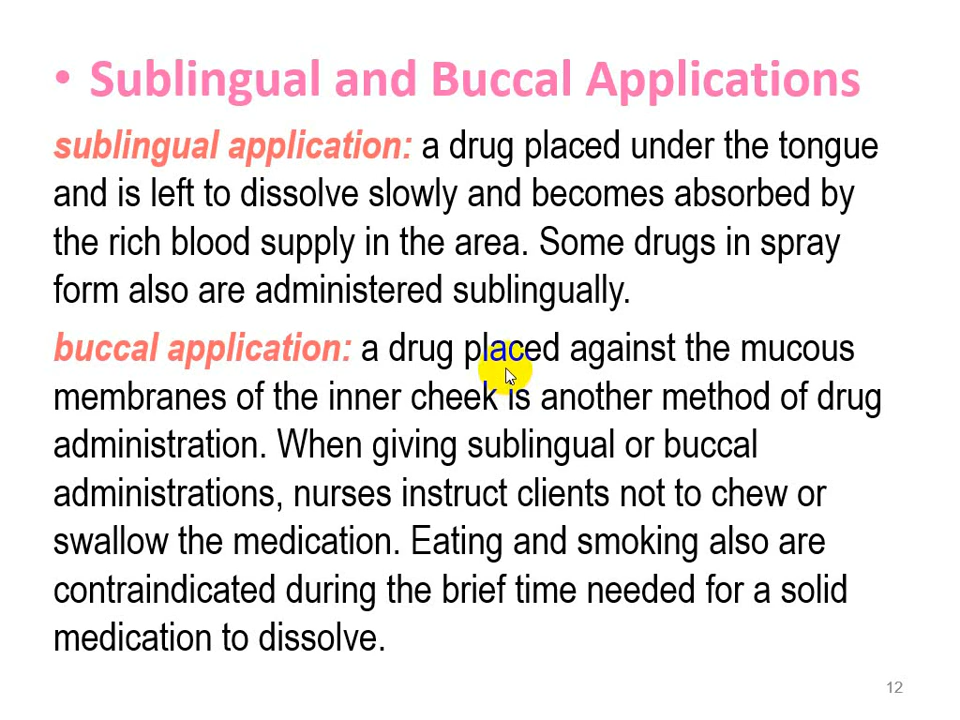 • Sublingual and Buccal Applications
sublingual application: a drug placed under the tongue
and is left to dissolve slowly and becomes absorbed by
the rich blood supply in the area. Some drugs in spray
form also are administered sublingually.
buccal application: a drug placed against the mucous
membranes of the inner cheek is another method of drug
administration. When giving sublingual or buccal
administrations, nurses instruct clients not to chew or
swallow the medication. Eating and smoking also are
contraindicated during the brief time needed for a solid
medication to dissolve.
12